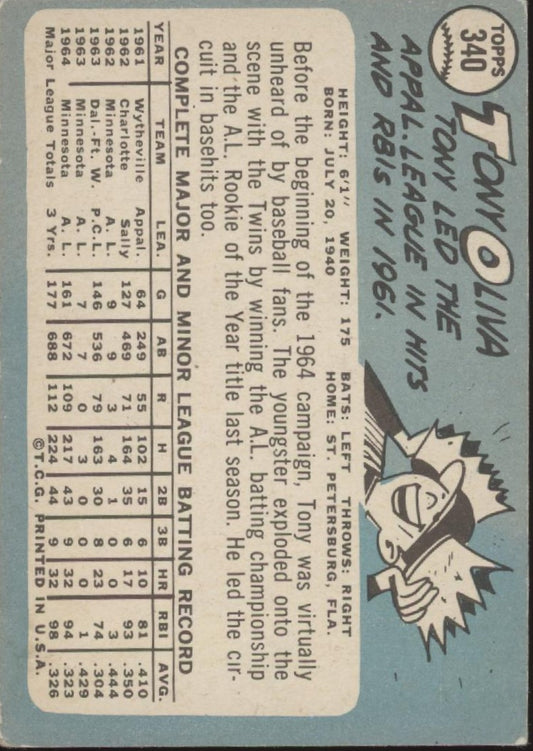 TOPPS
340
TONY OLIVA
TONY LED THE
APPAL. LEAGUE IN HITS
AND RBIS IN 1961.
HEIGHT: 6'1" WEIGHT: 175 BATS: LEFT THROWS: RIGHT
BORN: JULY 20, 1940 HOME: ST. PETERSBURG, FLA.
Before the beginning of the 1964 campaign, Tony was virtually
unheard of by baseball fans. The youngster exploded onto the
scene with the Twins by winning the A.L. batting championship
and the A.L. Rookie of the Year title last season. He led the cir-
cuit in basehits too.
COMPLETE MAJOR AND MINOR LEAGUE BATTING RECORD
YEAR TEAM LEA. G AB R H 2B 3B HR RBI AVG.
1961 Wytheville Appal. 64 249 55 102 15 6 10 81 .410
1962 Charlotte Sally 127 469 71 164 35 6 17 93 .350
1962 Minnesota A. L. 9 9 3 4 1 0 0 3 .444
1963 Dal.-Ft. W. P.C.L. 146 536 79 163 30 8 23 74 .304
1963 Minnesota A. L. 7 7 0 3 0 0 0 1 .429
1964 Minnesota A. L. 161 672 109 217 43 9 32 94 .323
Major League Totals 3 Yrs. 177 688 112 224 44 9 32 98 .326
©T.C.G. PRINTED IN U.S.A.